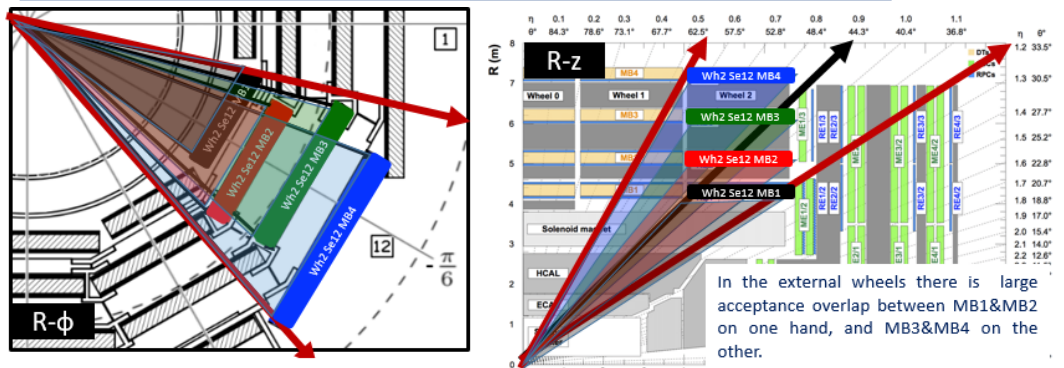 1
Wh2 Se12 MB1
Wh2 Se12 MB2
Wh2 Se12 MB3
Wh2 Se12 MB4
12
- π
6
R-ϕ
η 0.1 0.2 0.3 0.4 0.5 0.6 0.7 0.8 0.9 1.0 1.1 η θ°
θ° 84.3° 78.6° 73.1° 67.7° 62.5° 57.5° 52.8° 48.4° 44.3° 40.4° 36.8° 1.2 33.5°
R (m)
8
7
6
5
4
3
2
1
0
R-z
DTs
RPCs
MB4
Wheel 0
Wheel 1
Wheel 2
MB3
Wh2 Se12 MB4
Wh2 Se12 MB3
Wh2 Se12 MB2
Wh2 Se12 MB1
ME1/3
RE1/3
RE2/3
RE3/3
RE4/3
ME1/2
RE1/2
RE2/2
ME3/2
ME4/2
RE3/2
RE4/2
ME3/1
ME4/1
1.3 30.5°
1.4 27.7°
1.5 25.2°
1.6 22.8°
1.7 20.7°
1.8 18.8°
1.9 17.0°
2.0 15.4°
2.1 14.0°
2.2 12.6°
Solenoid magnet
HCAL
In the external wheels there is large
acceptance overlap between MB1&MB2
on one hand, and MB3&MB4 on the
other.